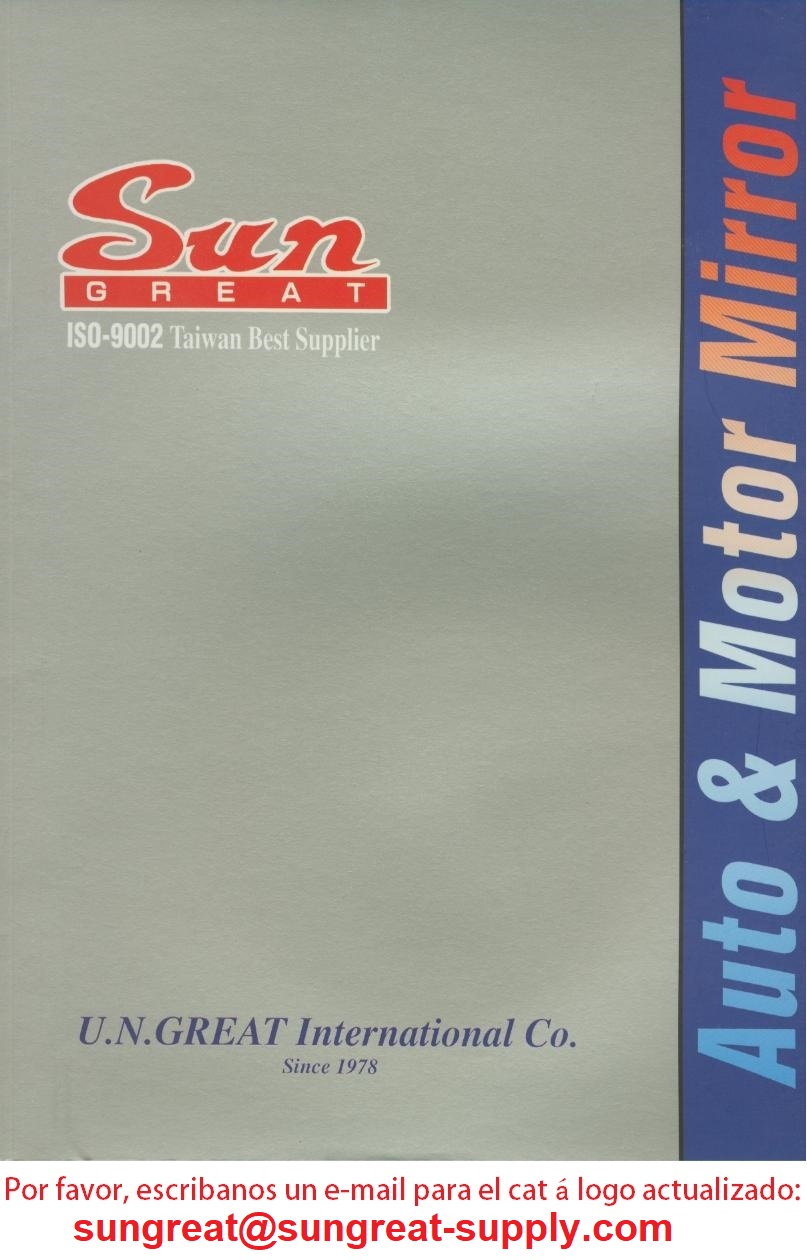 Sun
GREAT
ISO-9002 Taiwan Best Supplier
Auto & Motor Mirror
U.N.GREAT International Co.
Since 1978
Por favor, escribanos un e-mail para el cat á logo actualizado:
sungreat@sungreat-supply.com